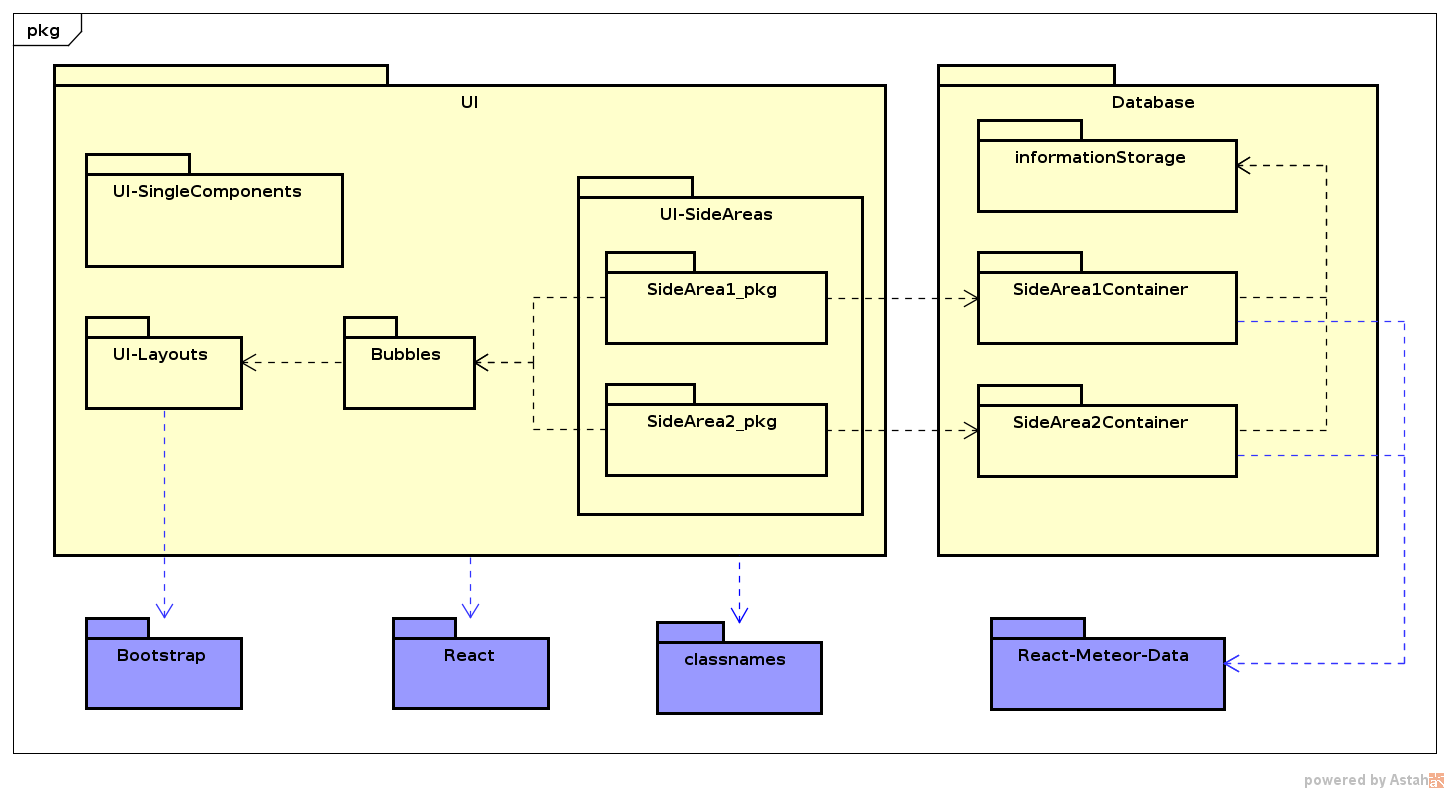 pkg
UI
Database
informationStorage
UI-SingleComponents
UI-SideAreas
SideArea1_pkg
SideArea1Container
UI-Layouts
Bubbles
SideArea2_pkg
SideArea2Container
Bootstrap
React
classnames
React-Meteor-Data
powered by Astah